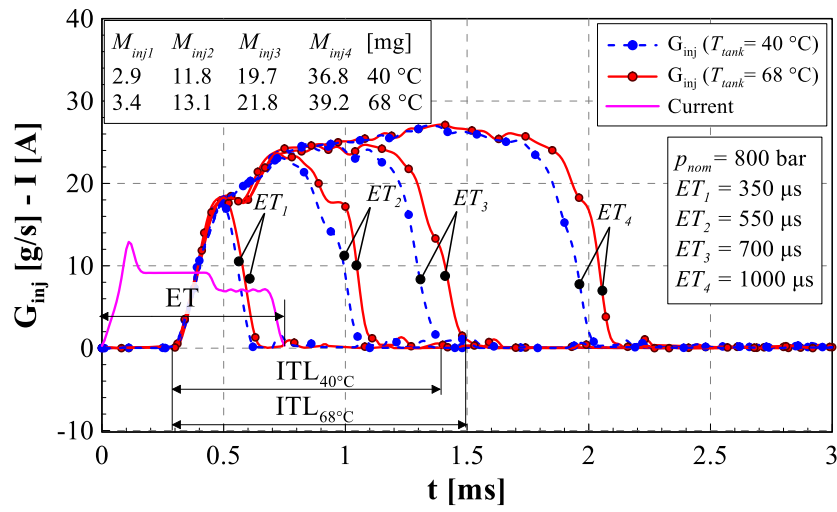 40
30
20
10
0
-10
G_inj [g/s] - I [A]
M_inj1 M_inj2 M_inj3 M_inj4 [mg]
2.9 11.8 19.7 36.8 40 °C
3.4 13.1 21.8 39.2 68 °C
G_inj (T_tank= 40 °C)
G_inj (T_tank= 68 °C)
Current
p_nom = 800 bar
ET_1 = 350 µs
ET_2 = 550 µs
ET_3 = 700 µs
ET_4 = 1000 µs
ET_1
ET_2
ET_3
ET_4
ET
ITL_40°C
ITL_68°C
0 0.5 1 1.5 2 2.5 3
t [ms]